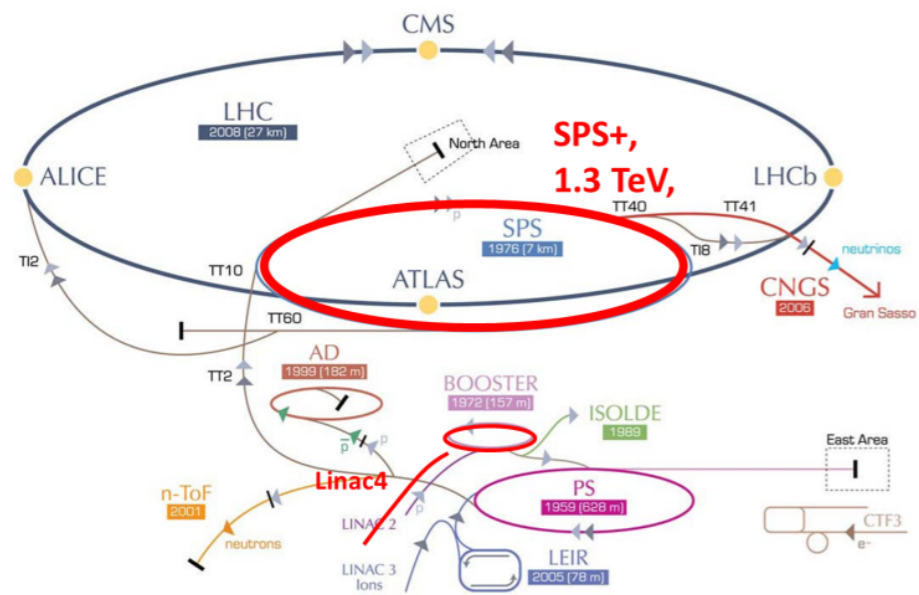 CMS
LHC
2008 (27 km)
North Area
SPS+,
1.3 TeV,
ALICE
LHCb
p
TT40
TT41
SPS
1976 (7 km)
TI8
neutrinos
TI2
TT10
ATLAS
CNGS
2006
Gran Sasso
TT60
AD
1999 (182 m)
TT2
BOOSTER
1972 (157 m)
ISOLDE
1989
p̅
p
East Area
Linac4
n-ToF
2001
PS
1959 (628 m)
p
LINAC 2
CTF3
e-
neutrons
LINAC 3
Ions
LEIR
2005 (78 m)